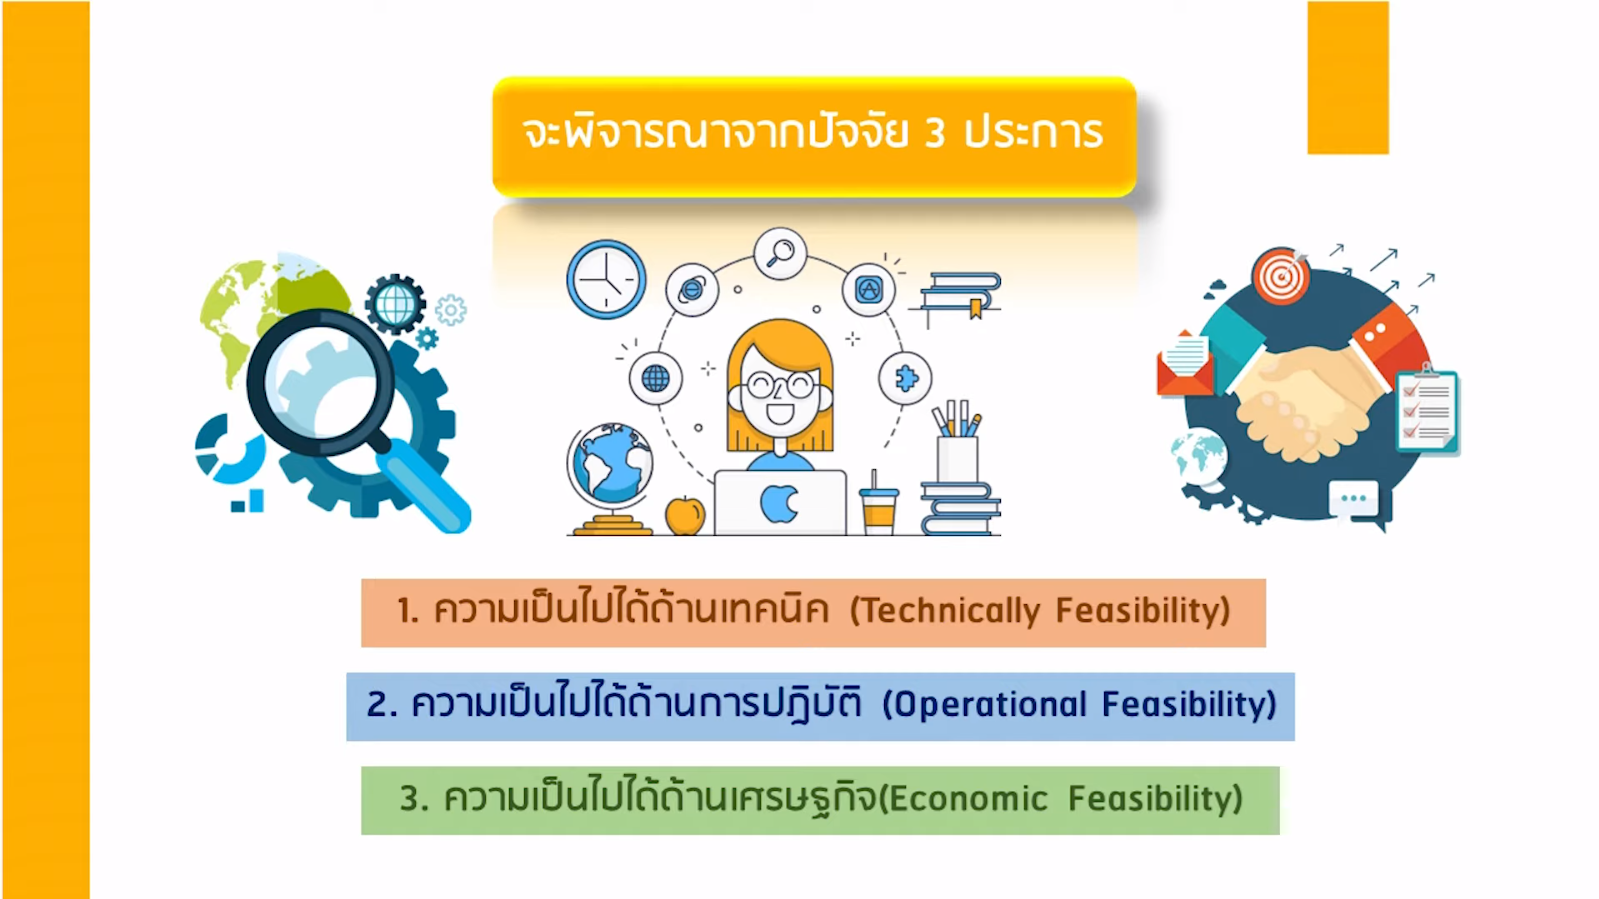 จะพิจารณาจากปัจจัย 3 ประการ
1. ความเป็นไปได้ด้านเทคนิค (Technically Feasibility)
2. ความเป็นไปได้ด้านการปฎิบัติ (Operational Feasibility)
3. ความเป็นไปได้ด้านเศรษฐกิจ(Economic Feasibility)